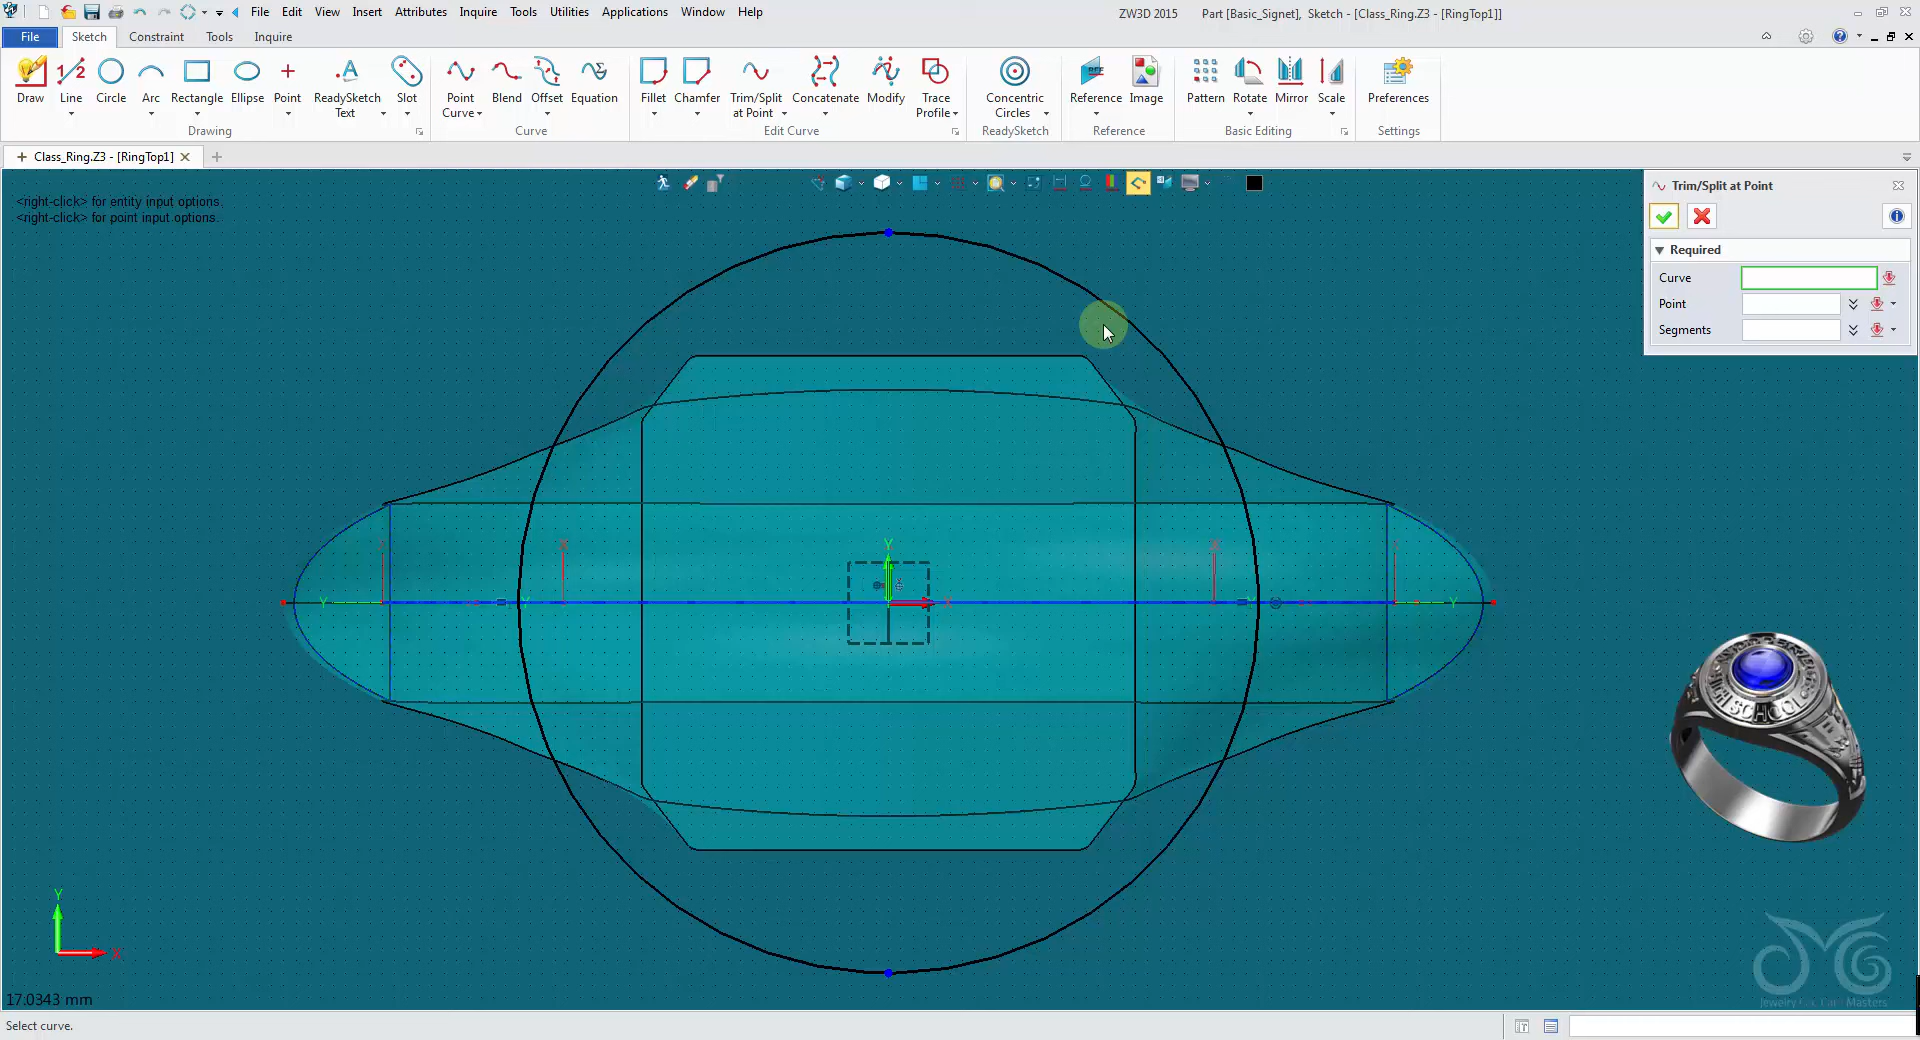 File Edit View Insert Attributes Inquire Tools Utilities Applications Window Help
ZW3D 2015 Part [Basic_Signet], Sketch - [Class_Ring.Z3 - [RingTop1]]
File Sketch Constraint Tools Inquire
Draw Line Circle Arc Rectangle Ellipse Point ReadySketch Text Slot
Point Curve Blend Offset Equation
Fillet Chamfer Trim/Split at Point Concatenate Modify Trace Profile
Concentric Circles
Reference Image
Pattern Rotate Mirror Scale
Preferences
Drawing Curve Edit Curve ReadySketch Reference Basic Editing Settings
Class_Ring.Z3 - [RingTop1]
<right-click> for entity input options.
<right-click> for point input options.
Trim/Split at Point
Required
Curve
Point
Segments
Y
X
Y
Y
Y
Y
X
SCHOOL
17.0343 mm
Select curve.